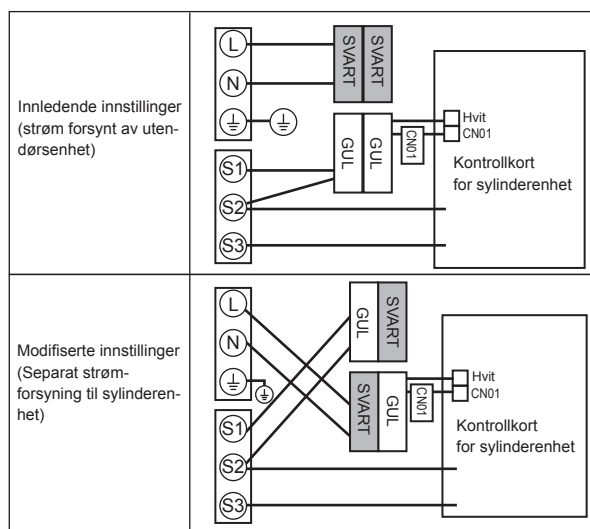 Innledende innstillinger
(strøm forsynt av uten-
dørsenhet)
L
N
S1
S2
S3
SVART
SVART
GUL
GUL
CN01
Hvit
CN01
Kontrollkort
for sylinderenhet
Modifiserte innstillinger
(Separat strøm-
forsyning til sylinderen-
het)
L
N
S1
S2
S3
GUL
SVART
SVART
GUL
CN01
Hvit
CN01
Kontrollkort
for sylinderenhet